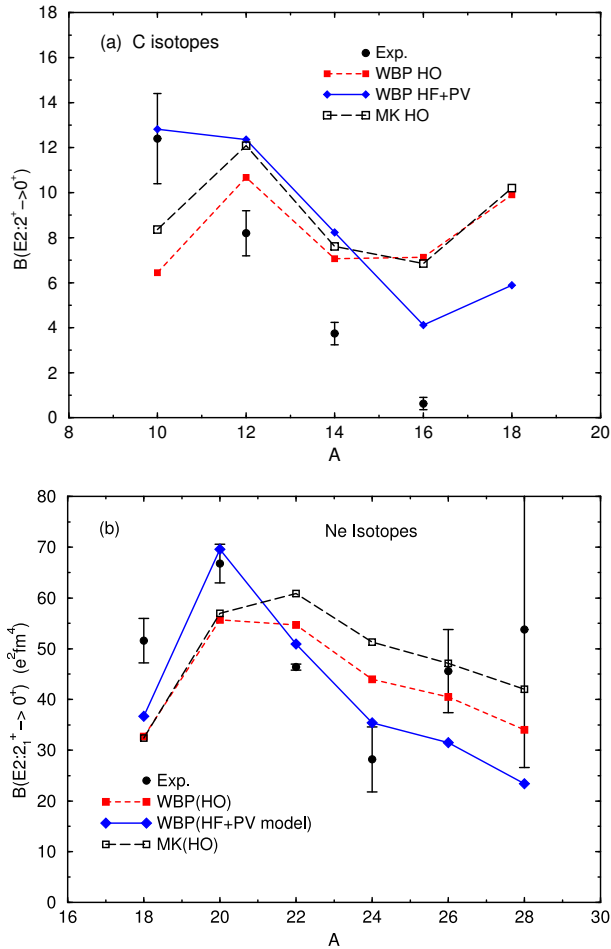 18
16
14
12
10
8
6
4
2
0
B(E2:2⁺−>0⁺)
(a) C isotopes
Exp.
WBP HO
WBP HF+PV
MK HO
8 10 12 14 16 18 20
A
80
70
60
50
40
30
20
10
0
B(E2:2₁⁺−> 0⁺) (e²fm⁴)
(b) Ne Isotopes
Exp.
WBP(HO)
WBP(HF+PV model)
MK(HO)
16 18 20 22 24 26 28 30
A